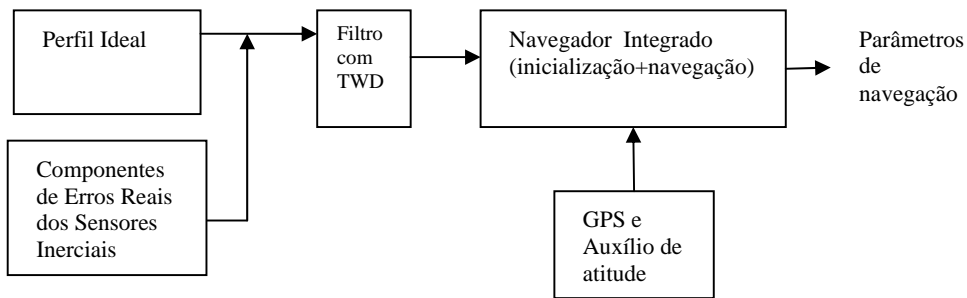 Perfil Ideal
Filtro
com
TWD
Navegador Integrado
(inicialização+navegação)
Parâmetros
de
navegação
Componentes
de Erros Reais
dos Sensores
Inerciais
GPS e
Auxílio de
atitude